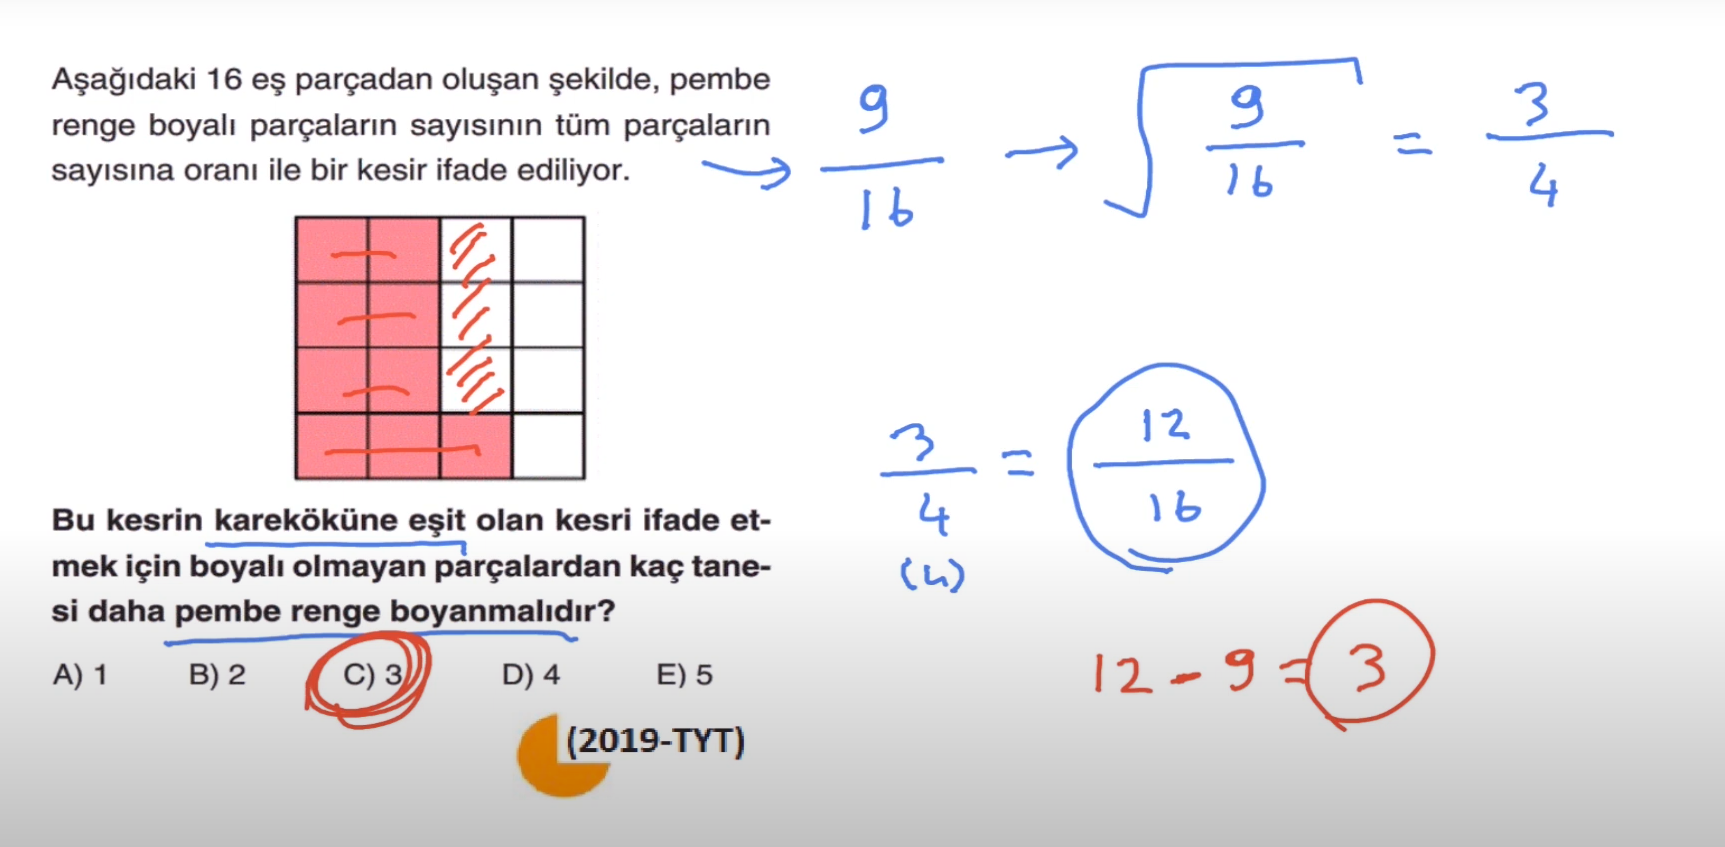 Aşağıdaki 16 eş parçadan oluşan şekilde, pembe
renge boyalı parçaların sayısının tüm parçaların
sayısına oranı ile bir kesir ifade ediliyor.
→ 9/16 → √(9/16) = 3/4
Bu kesrin kareköküne eşit olan kesri ifade et-
mek için boyalı olmayan parçalardan kaç tane-
si daha pembe renge boyanmalıdır?
A) 1 B) 2 C) 3 D) 4 E) 5
(2019-TYT)
3/4 = 12/16
(4)
12 - 9 = 3